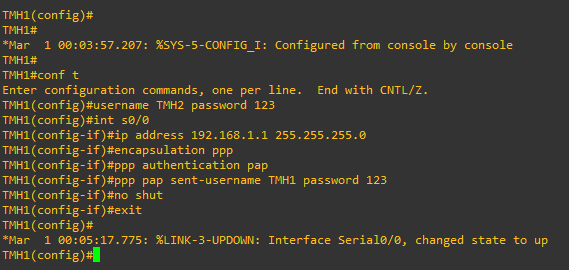 TMH1(config)#
TMH1#
*Mar  1 00:03:57.207: %SYS-5-CONFIG_I: Configured from console by console
TMH1#
TMH1#conf t
Enter configuration commands, one per line.  End with CNTL/Z.
TMH1(config)#username TMH2 password 123
TMH1(config)#int s0/0
TMH1(config-if)#ip address 192.168.1.1 255.255.255.0
TMH1(config-if)#encapsulation ppp
TMH1(config-if)#ppp authentication pap
TMH1(config-if)#ppp pap sent-username TMH1 password 123
TMH1(config-if)#no shut
TMH1(config-if)#exit
TMH1(config)#
*Mar  1 00:05:17.775: %LINK-3-UPDOWN: Interface Serial0/0, changed state to up
TMH1(config)#